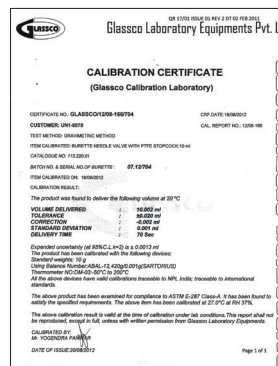 QR 17/01 ISSUE 01 REV 2 DT 02 FEB 2011
GLASSCO
Glassco Laboratory Equipments Pvt. L
CALIBRATION CERTIFICATE
(Glassco Calibration Laboratory)
CERTIFICATE NO.: GLASSCO/12/08-166/704 CRF.DATE:18/08/2012
CUSTOMER: UN1-4078 CAL. REPORT NO.: 12/08-166
TEST METHOD: GRAVIMETRIC METHOD
ITEM CALIBRATED: BURETTE NEEDLE VALVE WITH PTFE STOPCOCK 10 ml
CATALOGUE NO: 113.220.01
BATCH NO. & SERIAL NO.OF BURETTE : 07.12/704
ITEM CALIBRATED ON: 18/08/2012
CALIBRATION RESULT:
The product was found to deliver the following volume at 20 °C
VOLUME DELIVERED : 10.002 ml
TOLERANCE : ±0.020 ml
CORRECTION : -0.002 ml
STANDARD DEVIATION : 0.001 ml
DELIVERY TIME : 70 Sec
Expended uncertainty (at 95%C.L.k=2) is ± 0.0013 ml
The product has been calibrated with the following devices:
Standard weights: 10 g
Using Balance Number:ABAL-12,420g/0.001g(SARTORIUS)
Thermometer NO:DM-03:-50°C to 200°C
All the above devices have valid calibrations traceable to NPL India; traceable to international
standards.
The above product has been examined for compliance to ASTM E-287 Class-A. It has been found to
satisfy the specified requirements. The above item has been calibrated at 27.0°C at RH 37%.
The above calibration result is valid at the time of calibration under lab conditions.This report shall not
be reproduced, except in full, unless with written permission from Glassco Laboratory Equipments.
CALIBRATED BY:
Mr. YOGENDRA PARMAR
DATE OF ISSUE:20/08/2012 Page 1 of 1